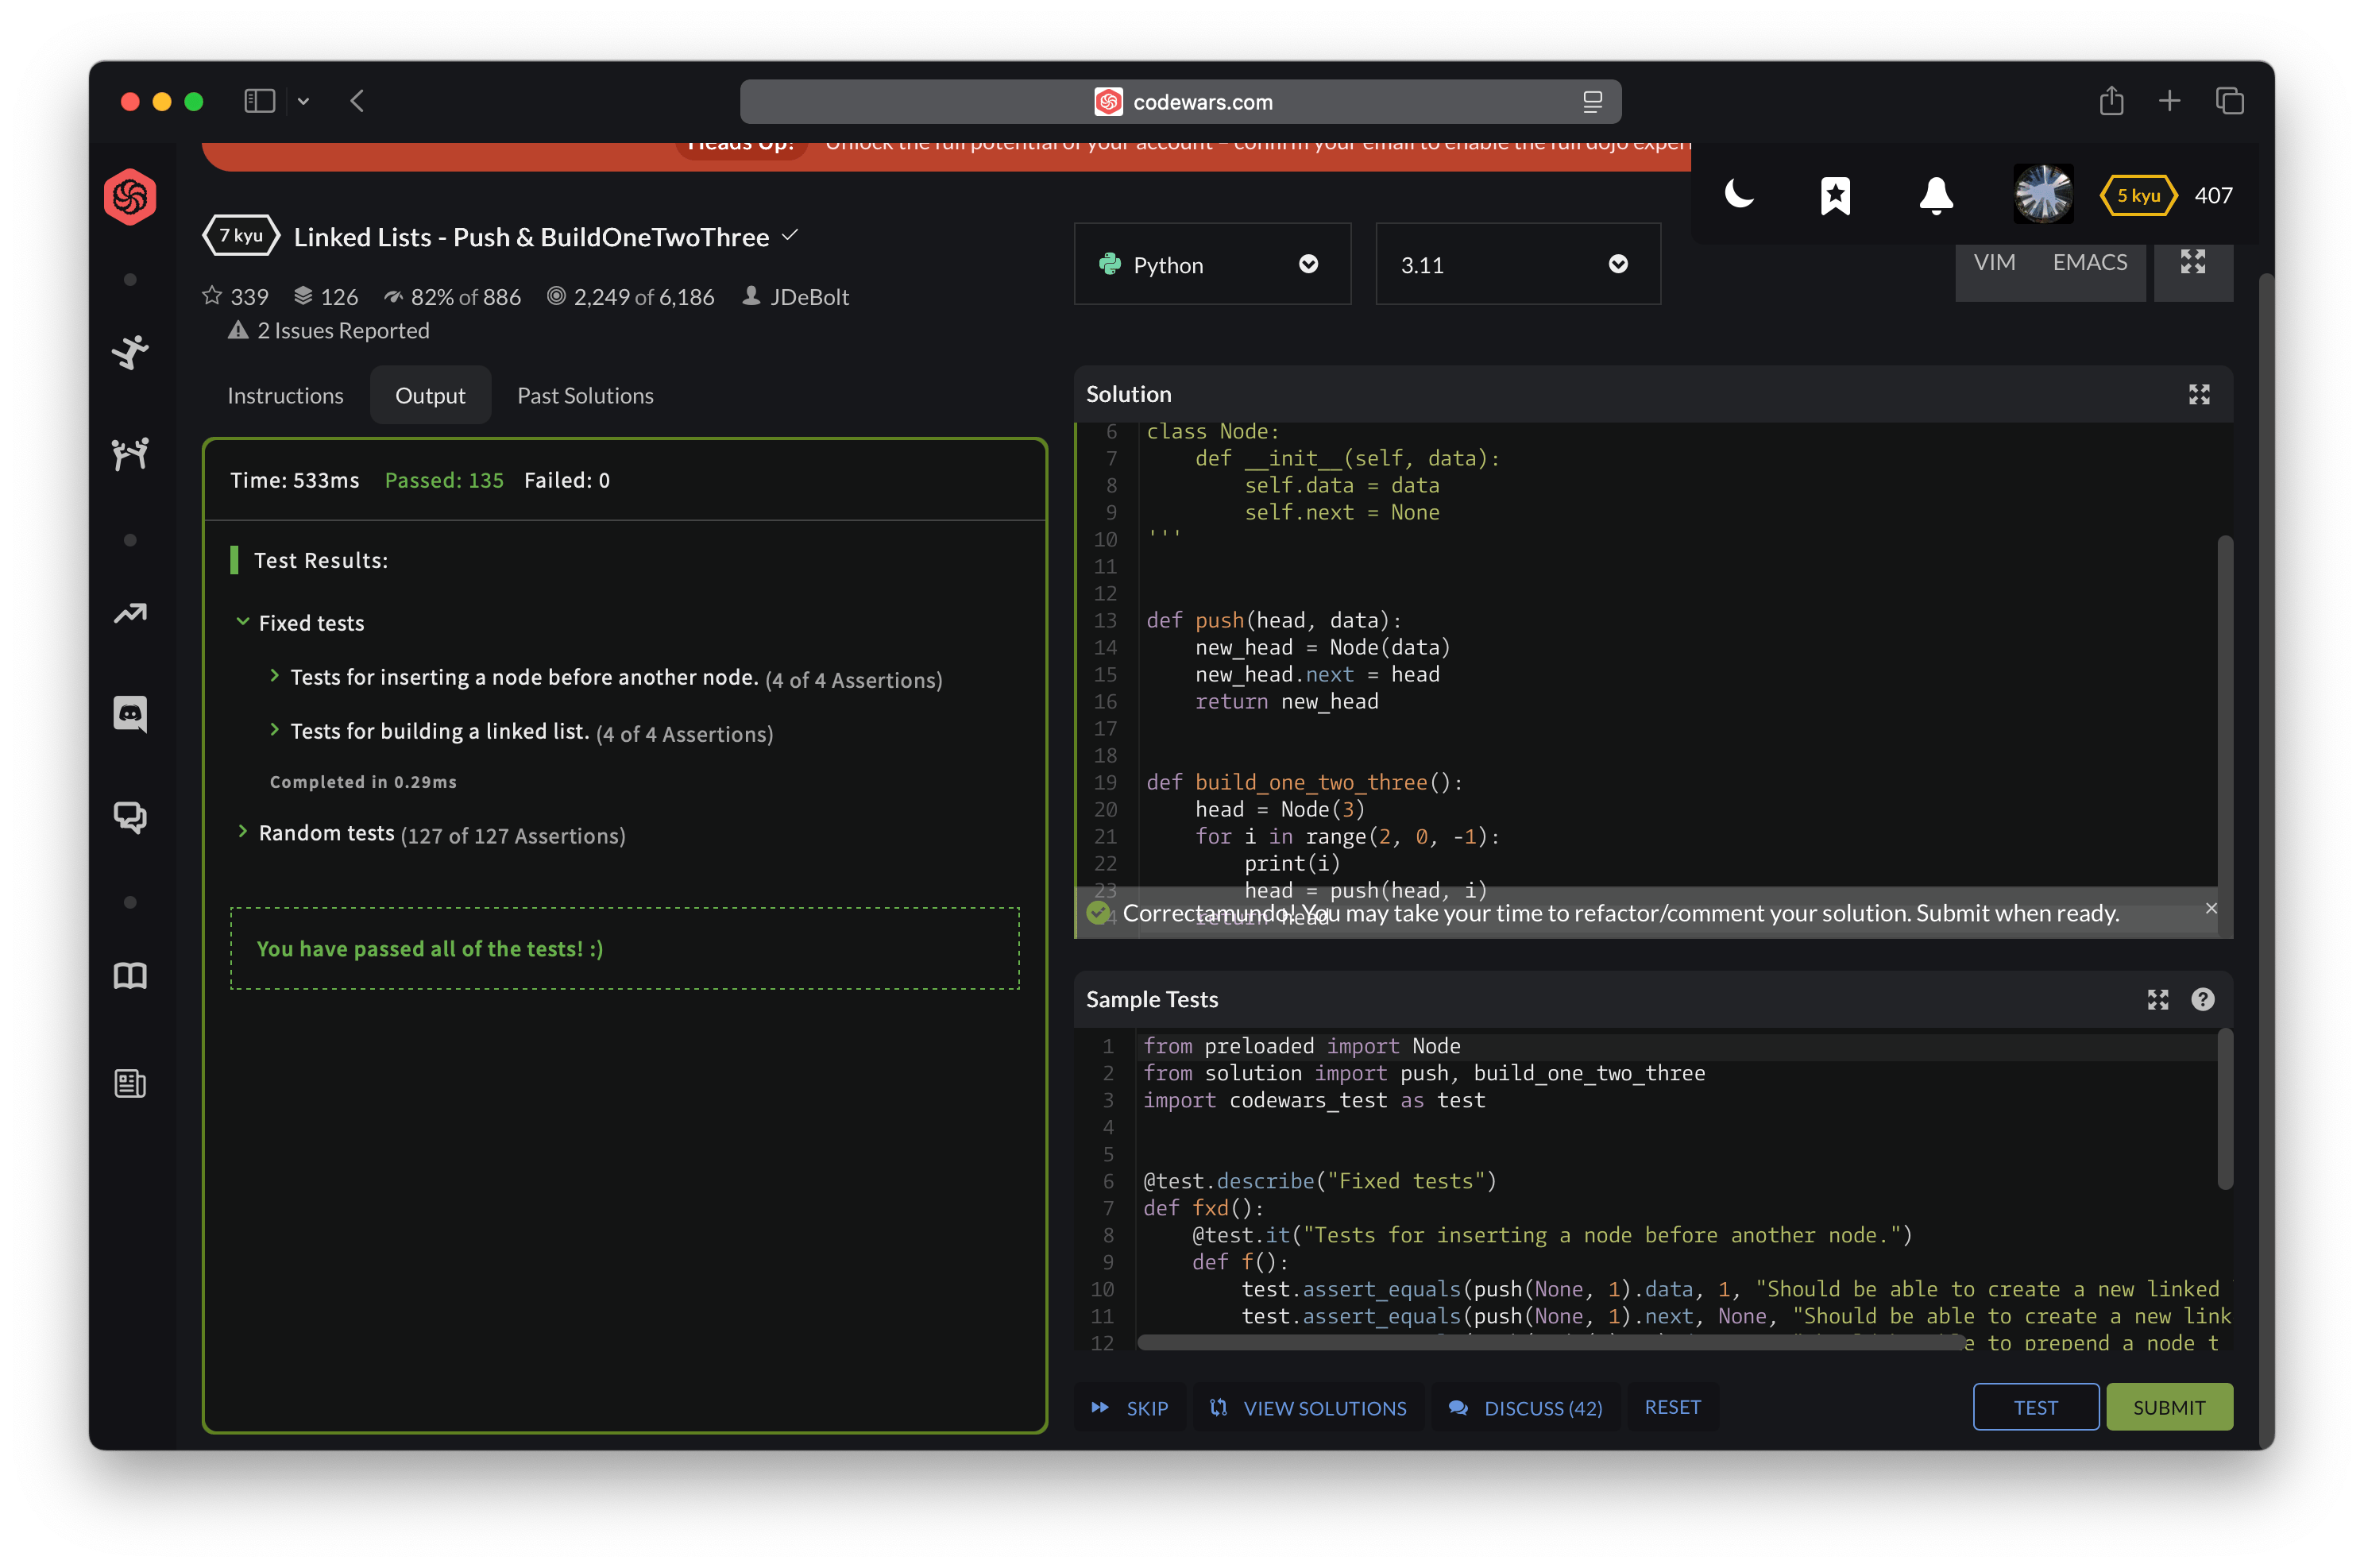 codewars.com
Heads Up! Unlock the full potential of your account – confirm your email to enable the full dojo experi
5 kyu 407
7 kyu Linked Lists - Push & BuildOneTwoThree
339 126 82% of 886 2,249 of 6,186 JDeBolt
2 Issues Reported
Python
3.11
VIM EMACS
Instructions Output Past Solutions
Time: 533ms Passed: 135 Failed: 0
Test Results:
Fixed tests
Tests for inserting a node before another node. (4 of 4 Assertions)
Tests for building a linked list. (4 of 4 Assertions)
Completed in 0.29ms
Random tests (127 of 127 Assertions)
You have passed all of the tests! :)
Solution
6 class Node:
7     def __init__(self, data):
8         self.data = data
9         self.next = None
10 '''
11
12
13 def push(head, data):
14     new_head = Node(data)
15     new_head.next = head
16     return new_head
17
18
19 def build_one_two_three():
20     head = Node(3)
21     for i in range(2, 0, -1):
22         print(i)
23         head = push(head, i)
return head
Correctamundo! You may take your time to refactor/comment your solution. Submit when ready.
Sample Tests
1 from preloaded import Node
2 from solution import push, build_one_two_three
3 import codewars_test as test
4
5
6 @test.describe("Fixed tests")
7 def fxd():
8     @test.it("Tests for inserting a node before another node.")
9     def f():
10         test.assert_equals(push(None, 1).data, 1, "Should be able to create a new linked
11         test.assert_equals(push(None, 1).next, None, "Should be able to create a new link
12 to prepend a node t
SKIP VIEW SOLUTIONS DISCUSS (42) RESET TEST SUBMIT